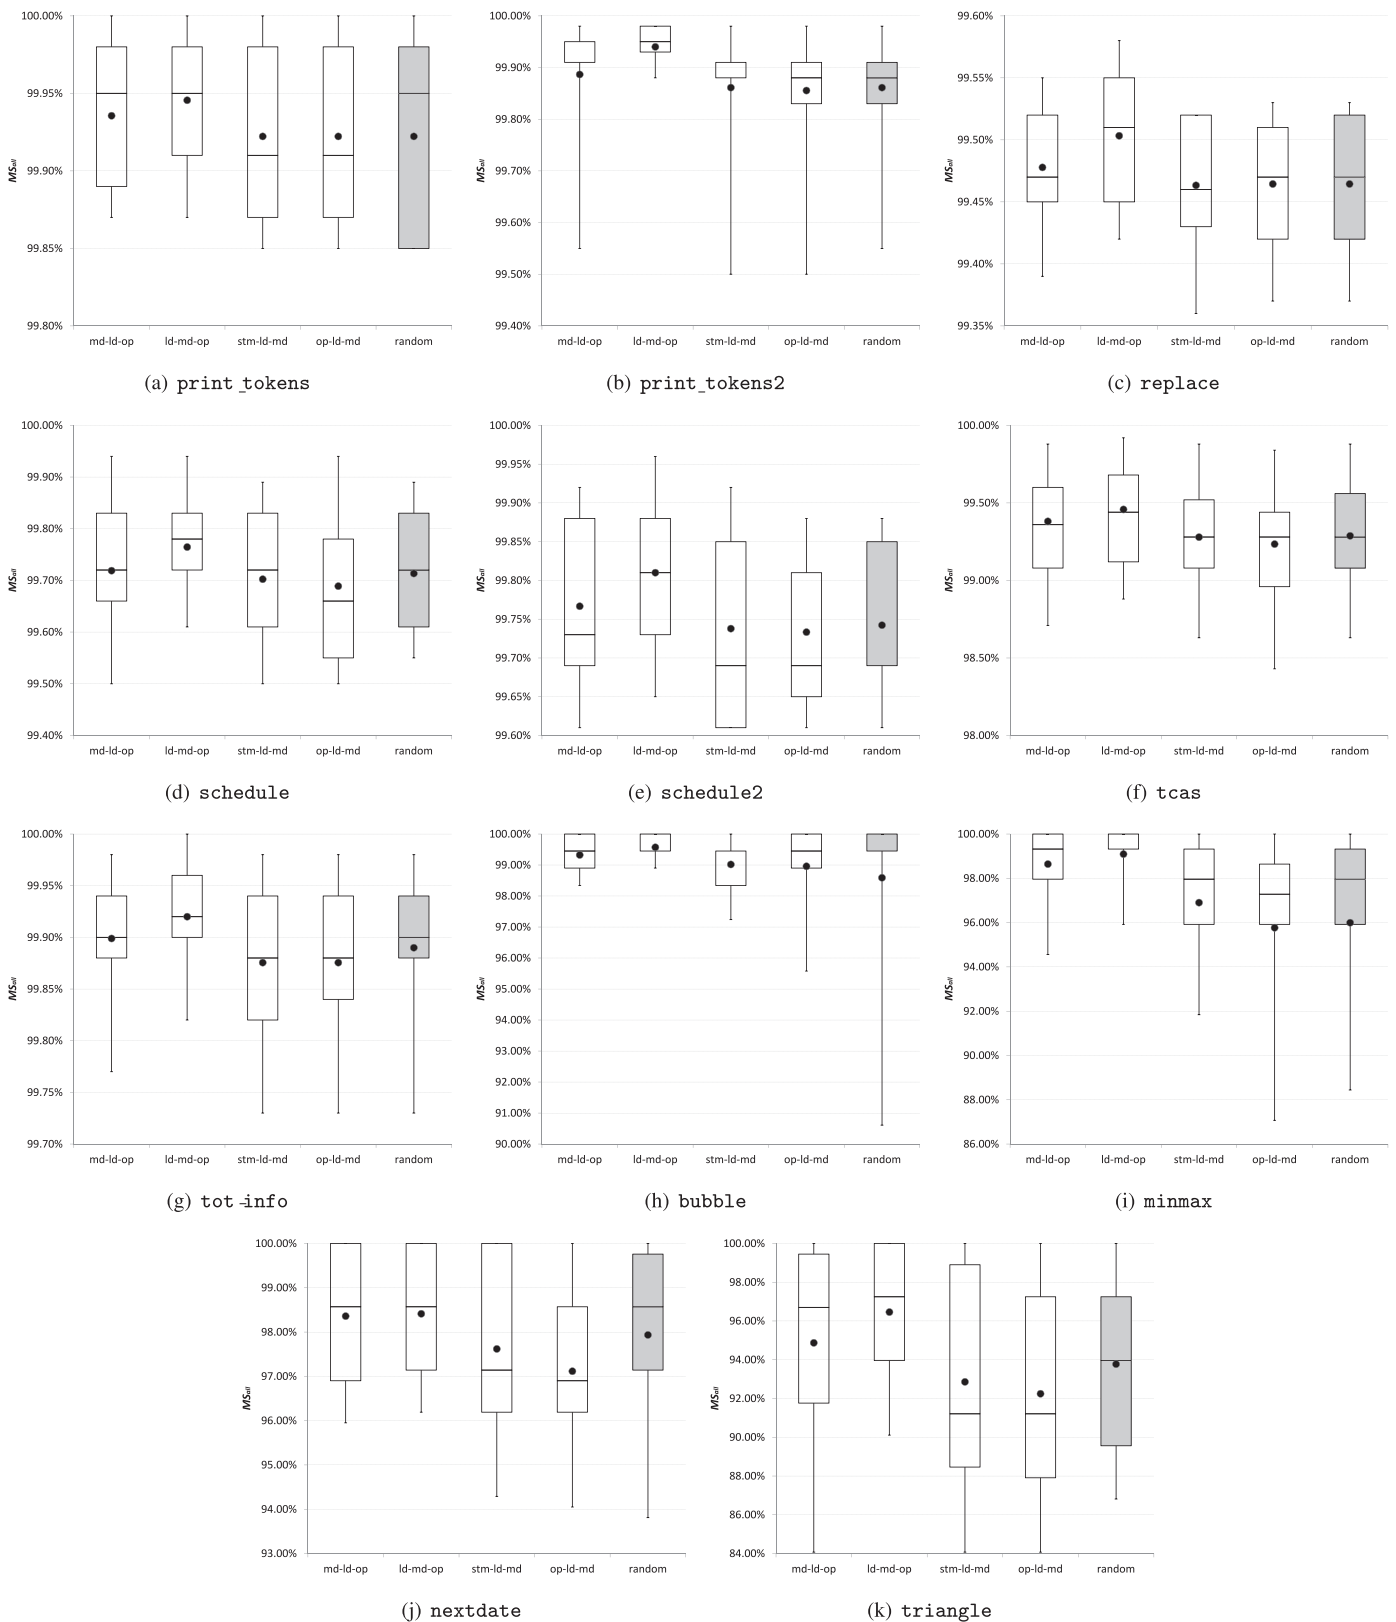 100.00%
99.95%
99.90%
99.85%
99.80%
MSall
md-ld-op ld-md-op stm-ld-md op-ld-md random
(a) print_tokens
100.00%
99.90%
99.80%
99.70%
99.60%
99.50%
99.40%
MSall
md-ld-op ld-md-op stm-ld-md op-ld-md random
(b) print_tokens2
99.60%
99.55%
99.50%
99.45%
99.40%
99.35%
MSall
md-ld-op ld-md-op stm-ld-md op-ld-md random
(c) replace
100.00%
99.90%
99.80%
99.70%
99.60%
99.50%
99.40%
MSall
md-ld-op ld-md-op stm-ld-md op-ld-md random
(d) schedule
100.00%
99.95%
99.90%
99.85%
99.80%
99.75%
99.70%
99.65%
99.60%
MSall
md-ld-op ld-md-op stm-ld-md op-ld-md random
(e) schedule2
100.00%
99.50%
99.00%
98.50%
98.00%
MSall
md-ld-op ld-md-op stm-ld-md op-ld-md random
(f) tcas
100.00%
99.95%
99.90%
99.85%
99.80%
99.75%
99.70%
MSall
md-ld-op ld-md-op stm-ld-md op-ld-md random
(g) tot_info
100.00%
99.00%
98.00%
97.00%
96.00%
95.00%
94.00%
93.00%
92.00%
91.00%
90.00%
MSall
md-ld-op ld-md-op stm-ld-md op-ld-md random
(h) bubble
100.00%
98.00%
96.00%
94.00%
92.00%
90.00%
88.00%
86.00%
MSall
md-ld-op ld-md-op stm-ld-md op-ld-md random
(i) minmax
100.00%
99.00%
98.00%
97.00%
96.00%
95.00%
94.00%
93.00%
MSall
md-ld-op ld-md-op stm-ld-md op-ld-md random
(j) nextdate
100.00%
98.00%
96.00%
94.00%
92.00%
90.00%
88.00%
86.00%
84.00%
MSall
md-ld-op ld-md-op stm-ld-md op-ld-md random
(k) triangle